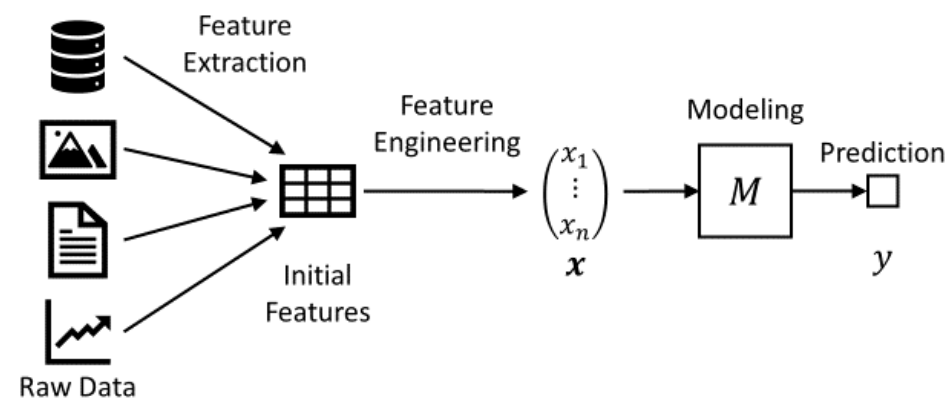 Feature
Extraction
Feature
Engineering
Modeling
Prediction
x₁
⋮
xₙ
x
M
y
Initial
Features
Raw Data